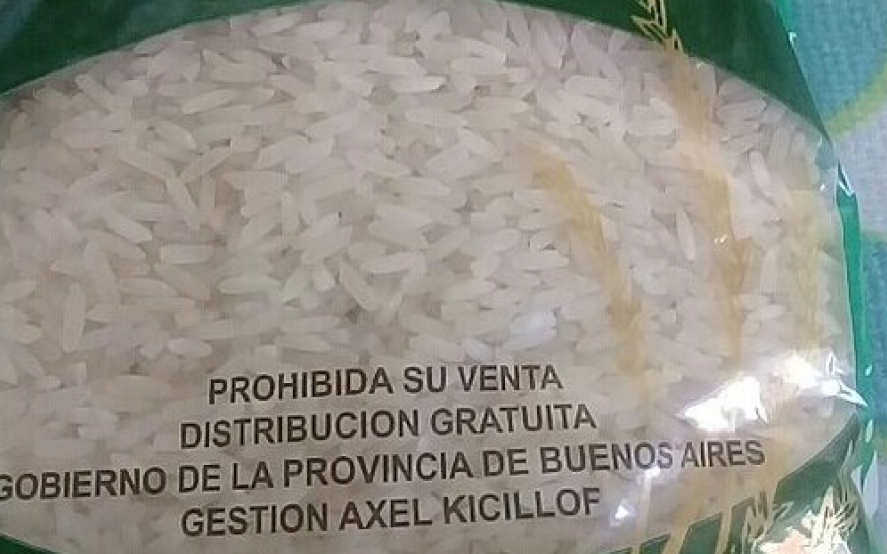 PROHIBIDA SU VENTA
DISTRIBUCION GRATUITA
GOBIERNO DE LA PROVINCIA DE BUENOS AIRES
GESTION AXEL KICILLOF